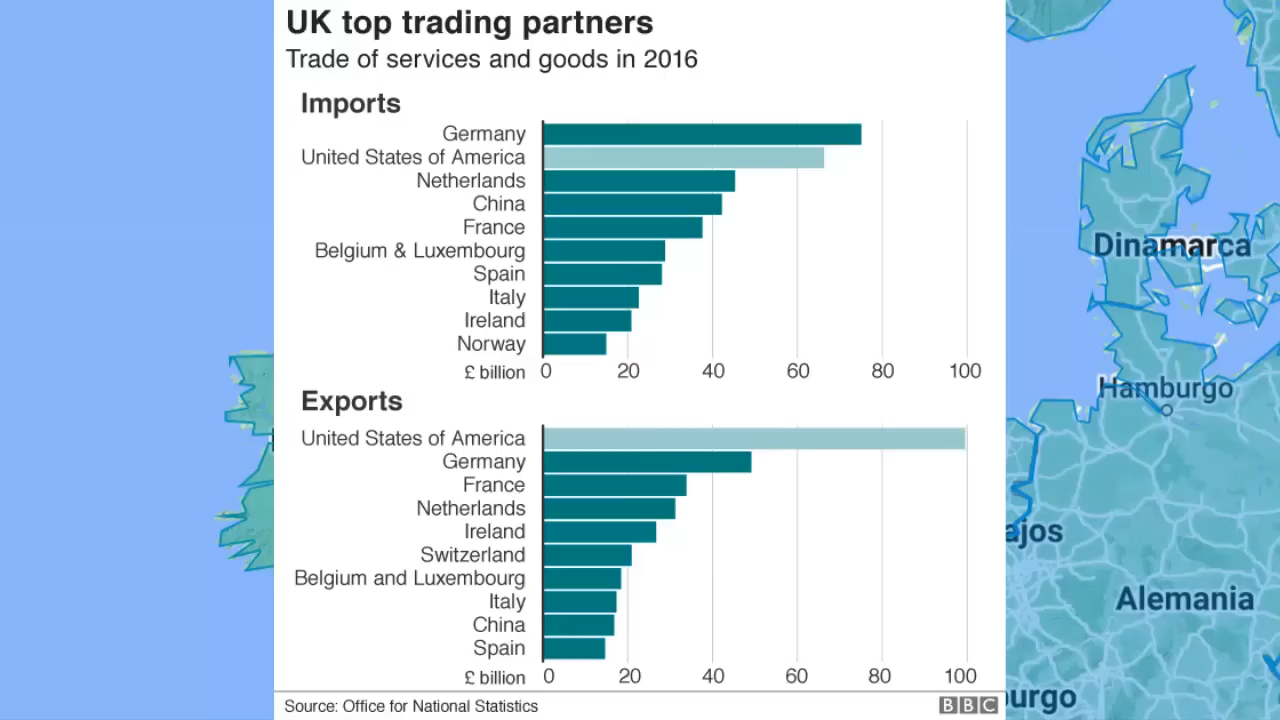 UK top trading partners
Trade of services and goods in 2016
Imports
Germany
United States of America
Netherlands
China
France
Belgium & Luxembourg
Spain
Italy
Ireland
Norway
£ billion 0 20 40 60 80 100
Exports
United States of America
Germany
France
Netherlands
Ireland
Switzerland
Belgium and Luxembourg
Italy
China
Spain
£ billion 0 20 40 60 80 100
Source: Office for National Statistics
BBC
Dinamarca
Hamburgo
ajos
Alemania
burgo